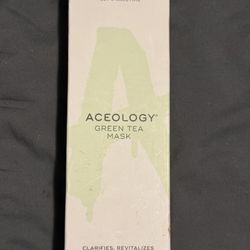 ACEOLOGY®
GREEN TEA
MASK
CLARIFIES, REVITALIZES